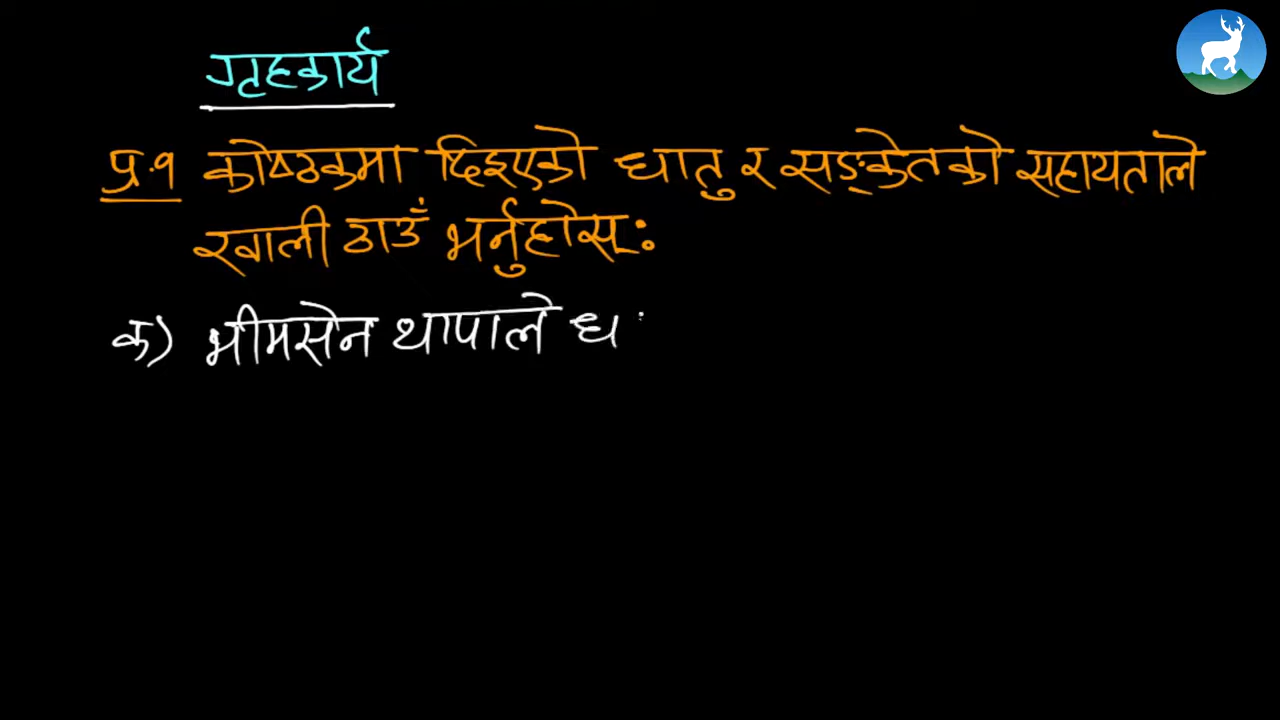 गृहकार्य
प्र.१ कोष्ठकमा दिइएको धातु र सङ्केतको सहायताले
खाली ठाउँ भर्नुहोस्:
क) भीमसेन थापाले ध